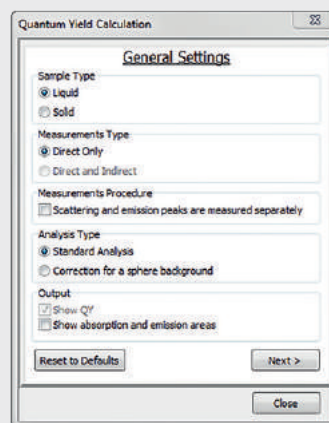 Quantum Yield Calculation
General Settings
Sample Type
Liquid
Solid
Measurements Type
Direct Only
Direct and Indirect
Measurements Procedure
Scattering and emission peaks are measured separately
Analysis Type
Standard Analysis
Correction for a sphere background
Output
Show QY
Show absorption and emission areas
Reset to Defaults
Next >
Close